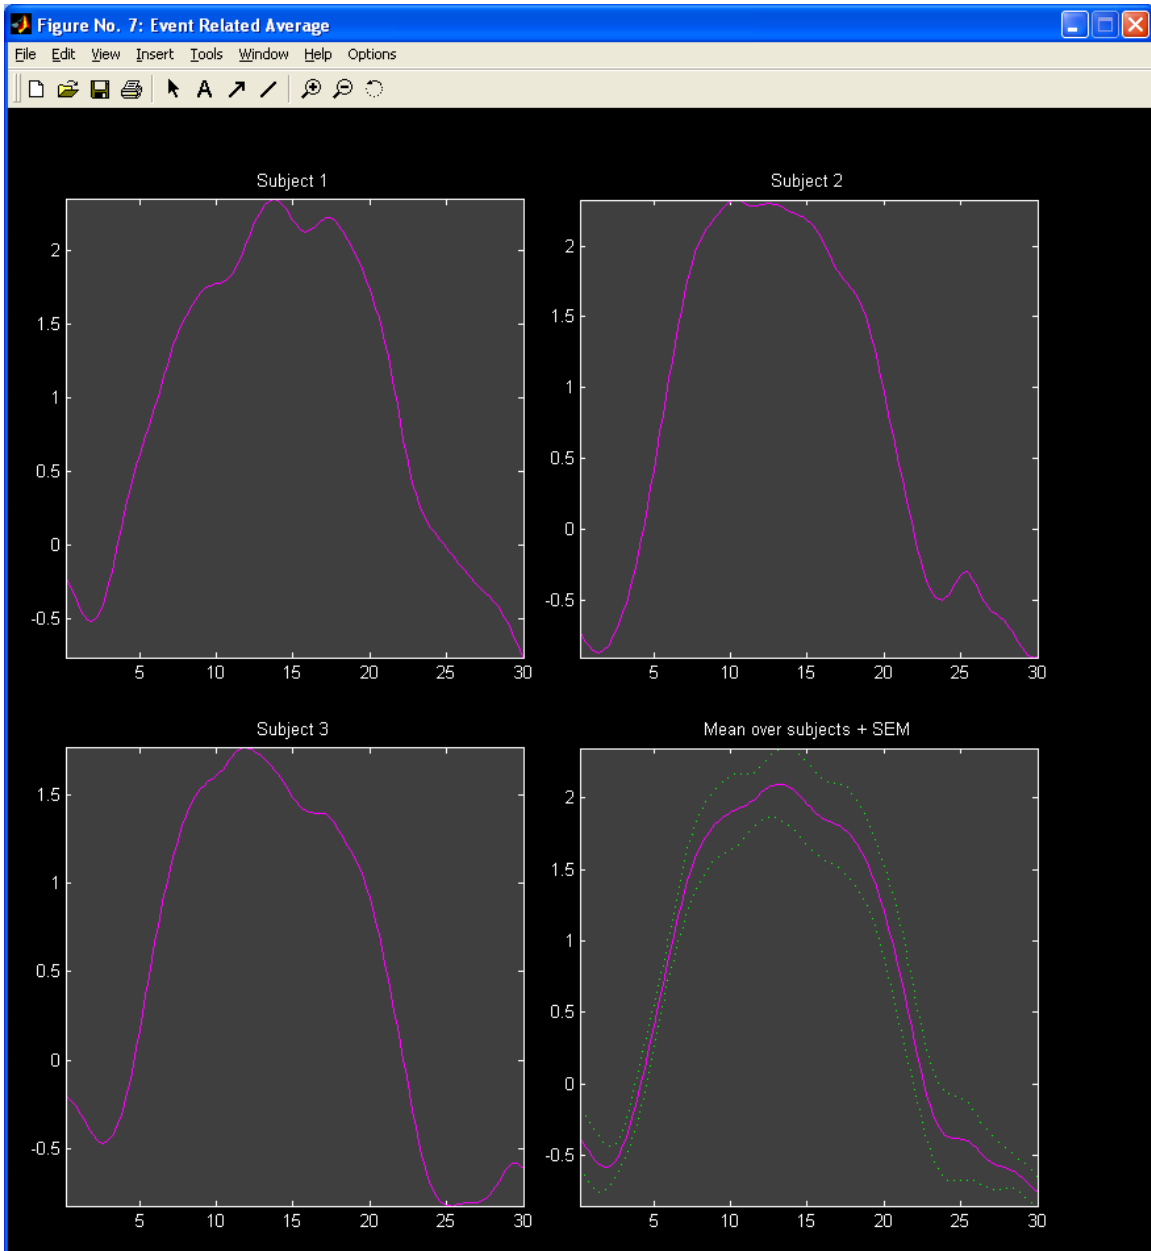 Figure No. 7: Event Related Average
File Edit View Insert Tools Window Help Options
A
Subject 1
2
1.5
1
0.5
0
-0.5
5 10 15 20 25 30
Subject 2
2
1.5
1
0.5
0
-0.5
5 10 15 20 25 30
Subject 3
1.5
1
0.5
0
-0.5
5 10 15 20 25 30
Mean over subjects + SEM
2
1.5
1
0.5
0
-0.5
5 10 15 20 25 30